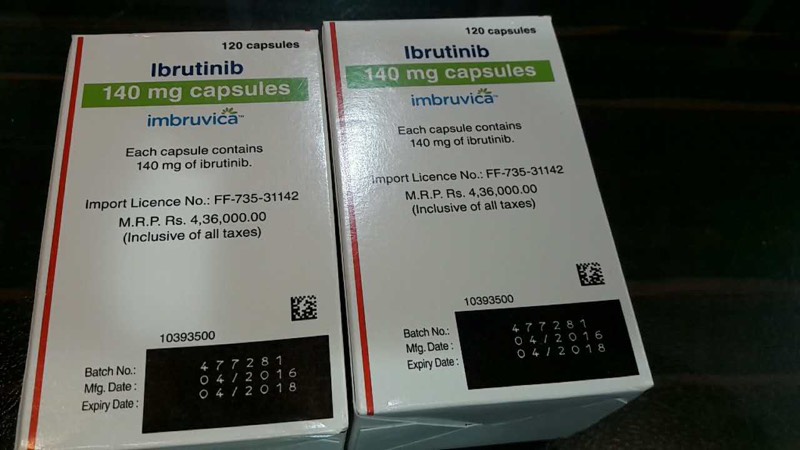 120 capsules
Ibrutinib
140 mg capsules
imbruvica™
Each capsule contains
140 mg of ibrutinib.
Import Licence No.: FF-735-31142
M.R.P. Rs. 4,36,000.00
(Inclusive of all taxes)
10393500
Batch No.: 477281
Mfg. Date : 04/2016
Expiry Date : 04/2018
120 capsules
Ibrutinib
140 mg capsules
imbruvica™
Each capsule contains
140 mg of ibrutinib.
Import Licence No.: FF-735-31142
M.R.P. Rs. 4,36,000.00
(Inclusive of all taxes)
10393500
Batch No.: 477281
Mfg. Date : 04/2016
Expiry Date : 04/2018